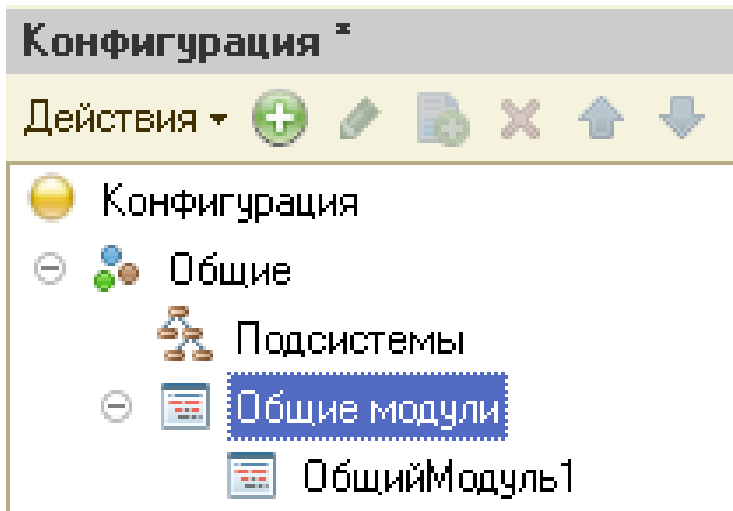 Конфигурация *
Действия
Конфигурация
Общие
Подсистемы
Общие модули
ОбщийМодуль1